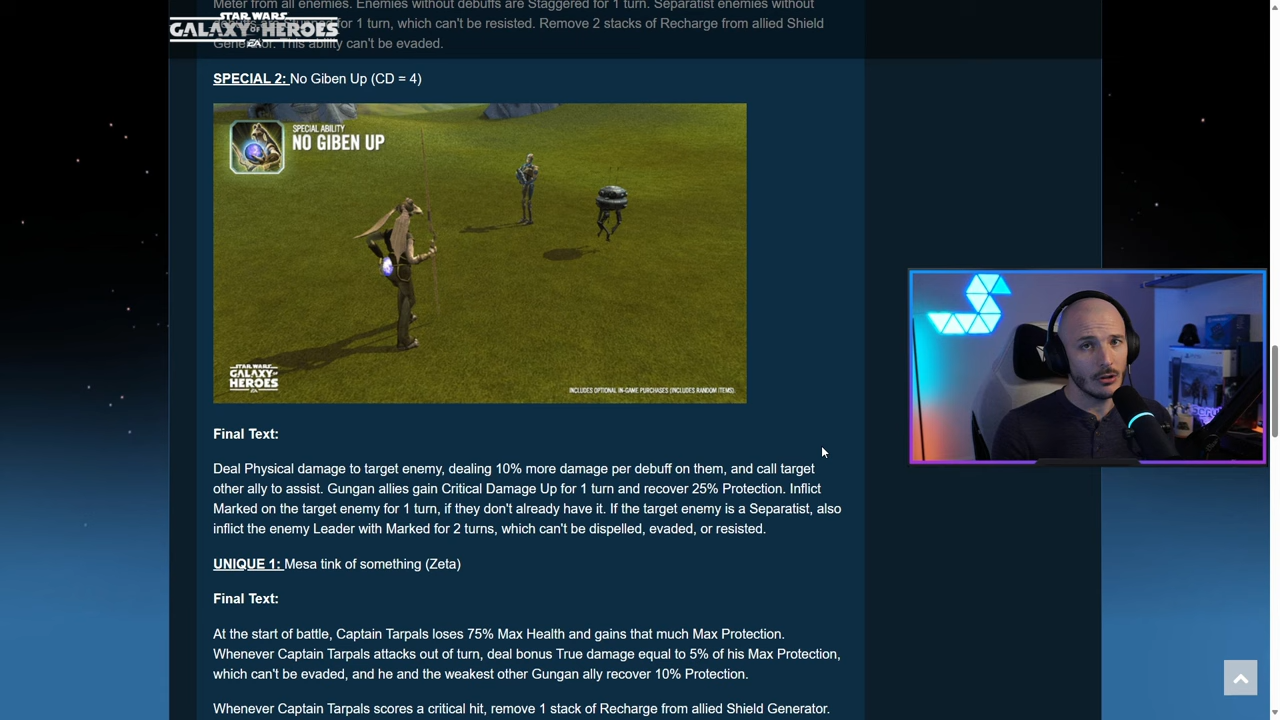 Meter from all enemies. Enemies without debuffs are Staggered for 1 turn. Separatist enemies without
for 1 turn, which can't be resisted. Remove 2 stacks of Recharge from allied Shield
This ability can't be evaded.
STAR WARS
GALAXY OF HEROES
EA
SPECIAL 2: No Giben Up (CD = 4)
SPECIAL ABILITY
NO GIBEN UP
STAR WARS
GALAXY OF HEROES
EA
INCLUDES OPTIONAL IN-GAME PURCHASES (INCLUDES RANDOM ITEMS).
Final Text:
Deal Physical damage to target enemy, dealing 10% more damage per debuff on them, and call target
other ally to assist. Gungan allies gain Critical Damage Up for 1 turn and recover 25% Protection. Inflict
Marked on the target enemy for 1 turn, if they don't already have it. If the target enemy is a Separatist, also
inflict the enemy Leader with Marked for 2 turns, which can't be dispelled, evaded, or resisted.
UNIQUE 1: Mesa tink of something (Zeta)
Final Text:
At the start of battle, Captain Tarpals loses 75% Max Health and gains that much Max Protection.
Whenever Captain Tarpals attacks out of turn, deal bonus True damage equal to 5% of his Max Protection,
which can't be evaded, and he and the weakest other Gungan ally recover 10% Protection.
Whenever Captain Tarpals scores a critical hit, remove 1 stack of Recharge from allied Shield Generator.